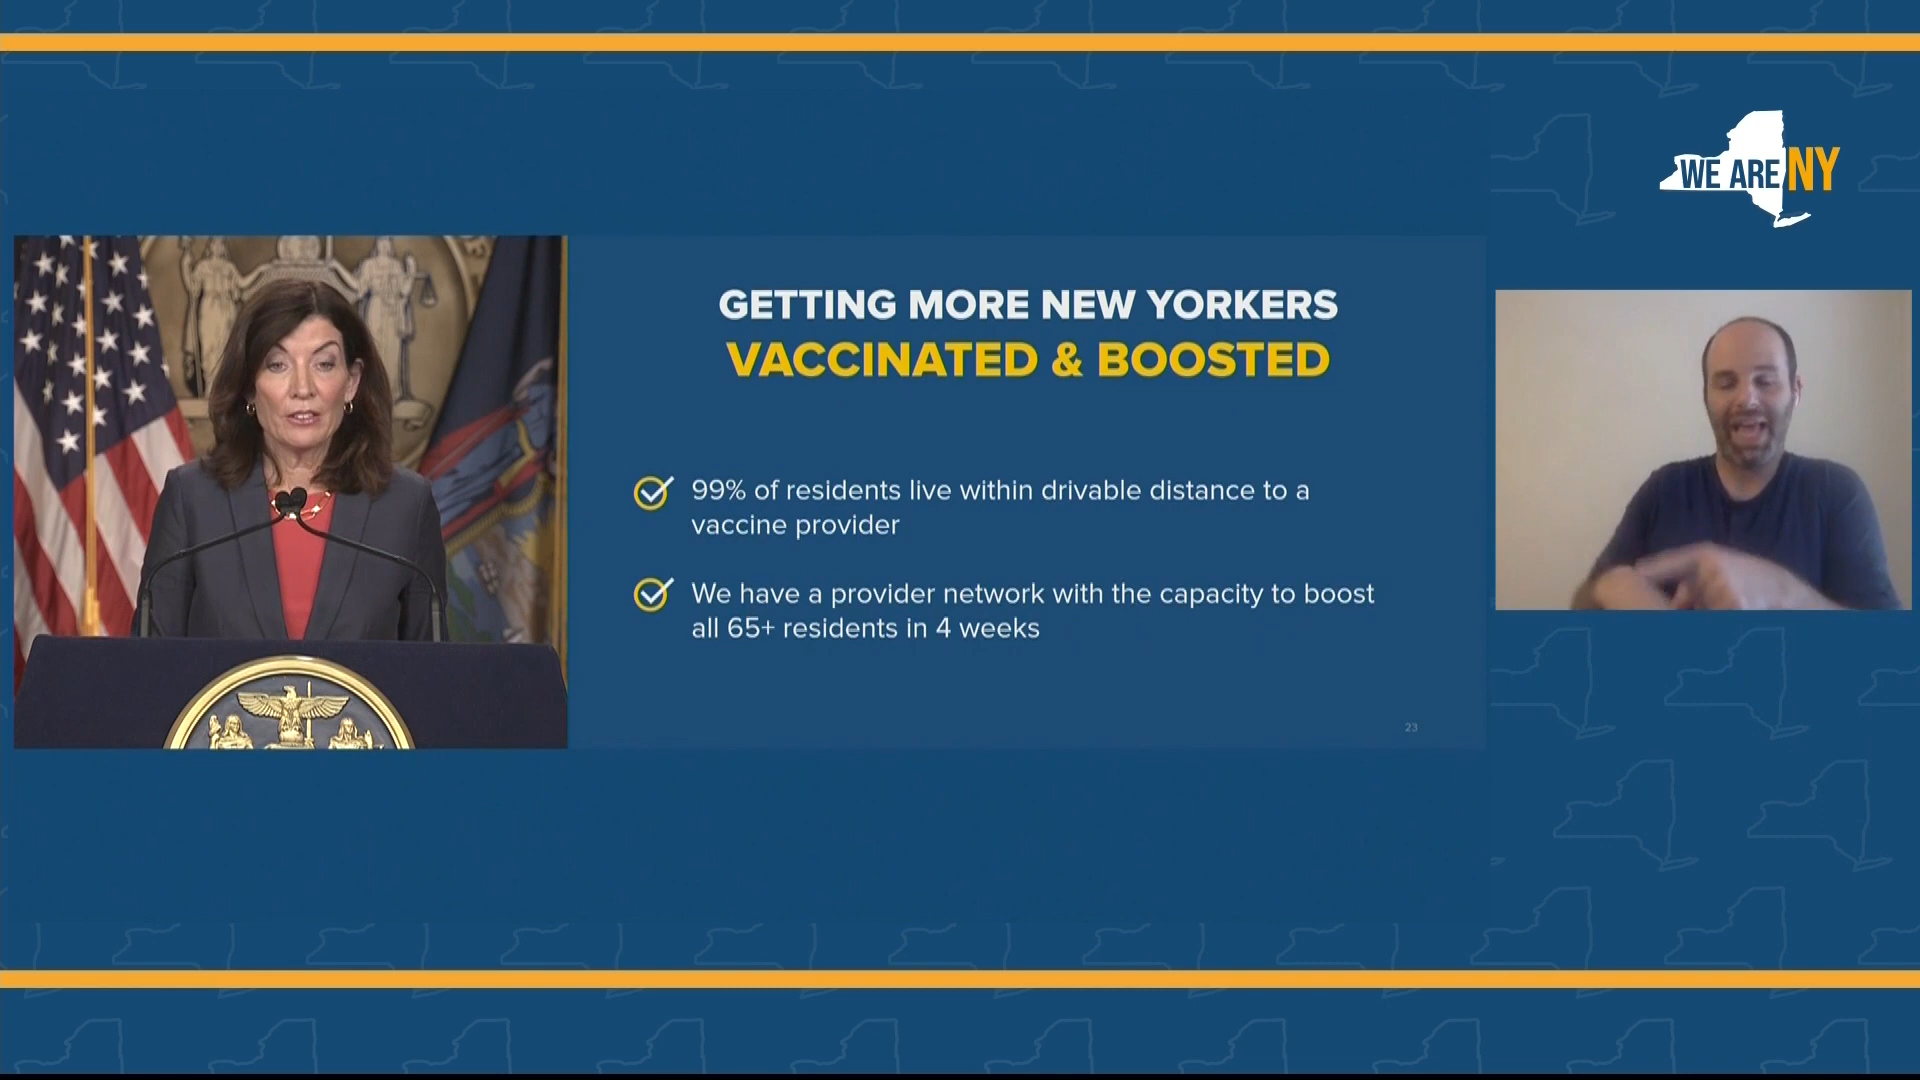 WE ARE NY
GETTING MORE NEW YORKERS
VACCINATED & BOOSTED
99% of residents live within drivable distance to a
vaccine provider
We have a provider network with the capacity to boost
all 65+ residents in 4 weeks
23